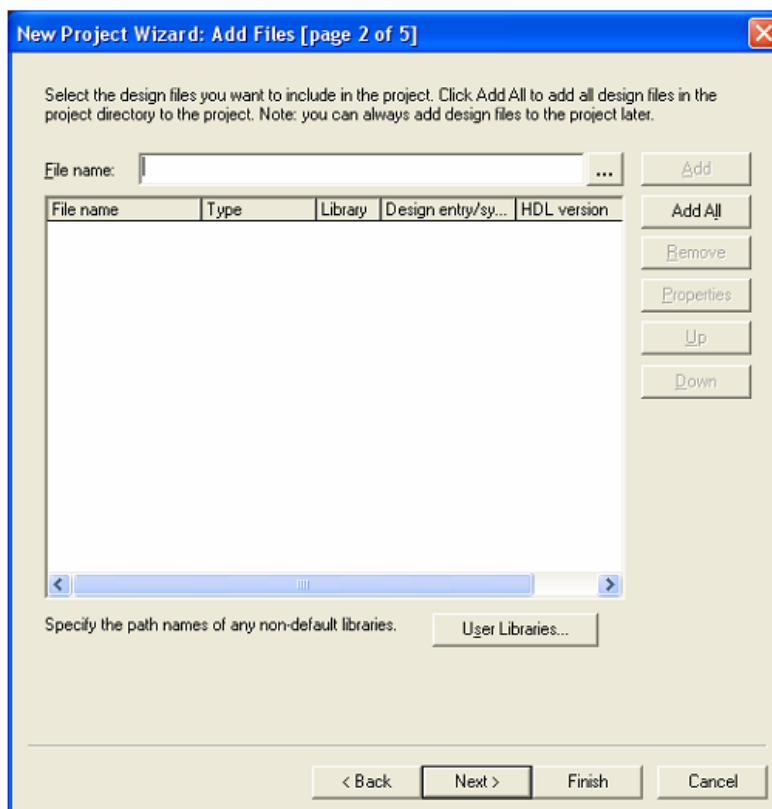 New Project Wizard: Add Files [page 2 of 5]
Select the design files you want to include in the project. Click Add All to add all design files in the
project directory to the project. Note: you can always add design files to the project later.
File name: ... Add
File name Type Library Design entry/sy... HDL version Add All
Remove
Properties
Up
Down
Specify the path names of any non-default libraries. User Libraries...
< Back Next > Finish Cancel